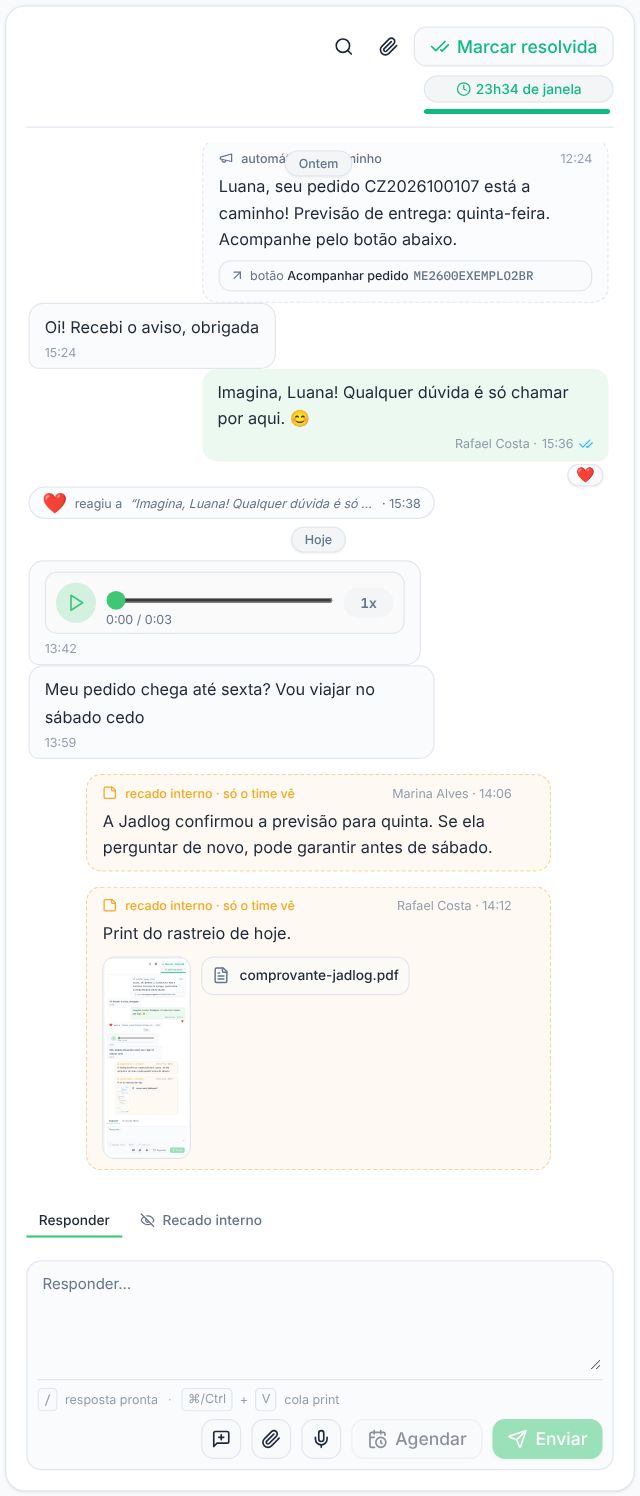 Marcar resolvida
23h34 de janela
Ontem
12:24
Luana, seu pedido CZ2026100107 está a
caminho! Previsão de entrega: quinta-feira.
Acompanhe pelo botão abaixo.
botão Acompanhar pedido ME2600EXEMPLO2BR
Oi! Recebi o aviso, obrigada
15:24
Imagina, Luana! Qualquer dúvida é só chamar
por aqui. 😊
Rafael Costa · 15:36
❤️
❤️ reagiu a “Imagina, Luana! Qualquer dúvida é só ... · 15:38
Hoje
0:00 / 0:03
1x
13:42
Meu pedido chega até sexta? Vou viajar no
sábado cedo
13:59
recado interno · só o time vê Marina Alves · 14:06
A Jadlog confirmou a previsão para quinta. Se ela
perguntar de novo, pode garantir antes de sábado.
recado interno · só o time vê Rafael Costa · 14:12
Print do rastreio de hoje.
comprovante-jadlog.pdf
Responder Recado interno
Responder...
/ resposta pronta · ⌘/Ctrl + V cola print
Agendar Enviar